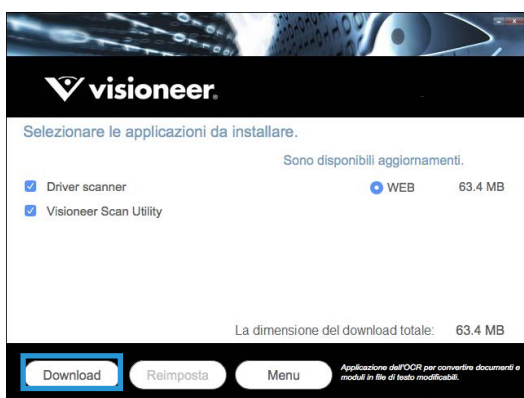 visioneer®
Selezionare le applicazioni da installare.
Sono disponibili aggiornamenti.
Driver scanner
WEB 63.4 MB
Visioneer Scan Utility
La dimensione del download totale: 63.4 MB
Download Reimposta Menu
Applicazione dell'OCR per convertire documenti e
moduli in file di testo modificabili.